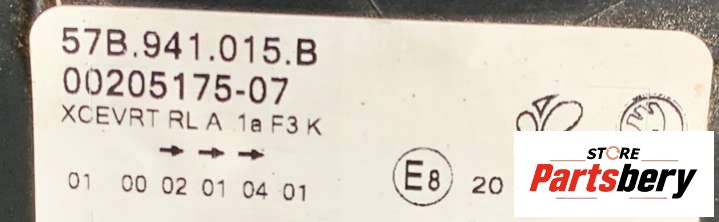 57B.941.015.B
00205175-07
XCEVRT RL A 1a F3 K
→ → →
01 00 02 01 04 01
E8 20
STORE
Partsbery